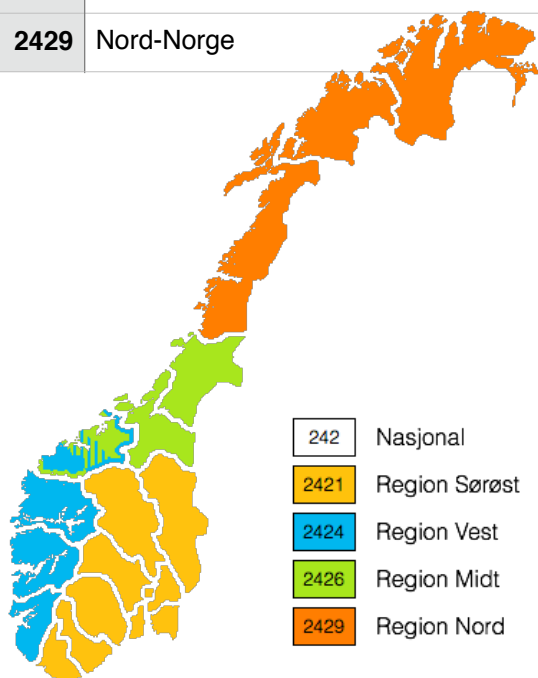 2429 Nord-Norge
242 Nasjonal
2421 Region Sørøst
2424 Region Vest
2426 Region Midt
2429 Region Nord